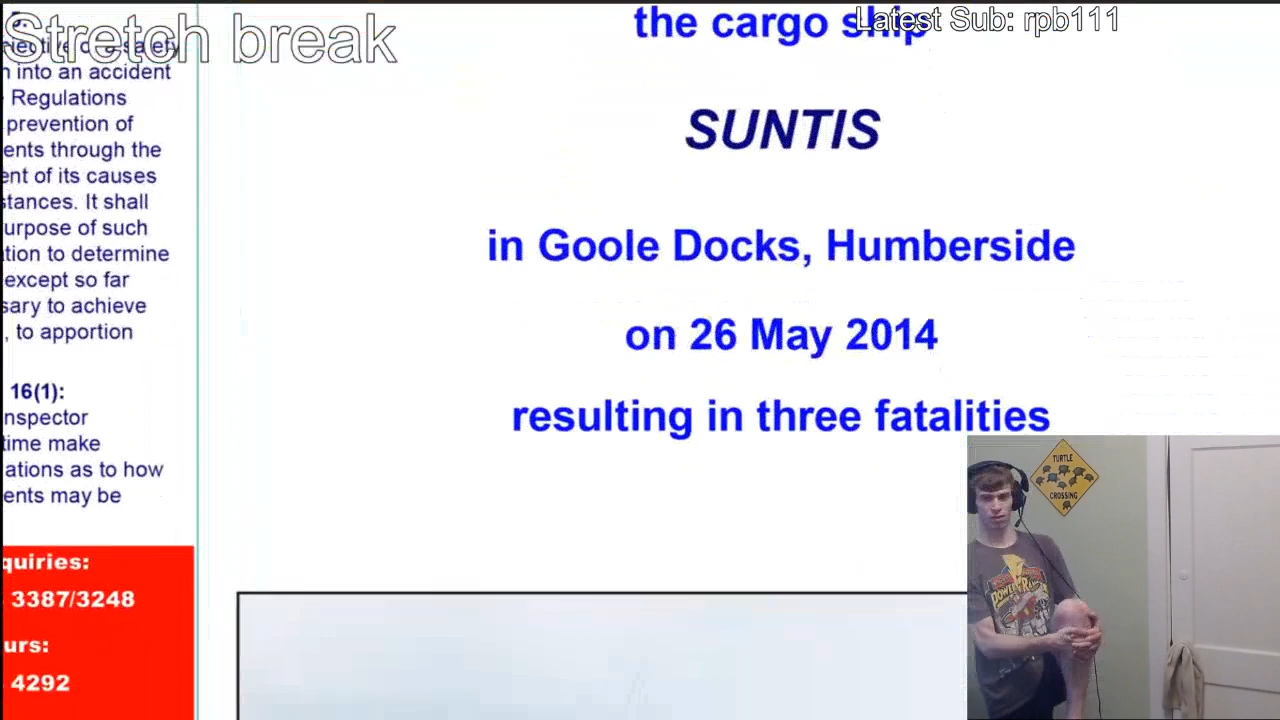 Stretch break
Latest Sub: rpb111
the cargo ship
SUNTIS
in Goole Docks, Humberside
on 26 May 2014
resulting in three fatalities
n into an accident
Regulations
prevention of
ents through the
ent of its causes
stances. It shall
urpose of such
ation to determine
except so far
sary to achieve
, to apportion
16(1):
nspector
time make
ations as to how
ents may be
quiries:
3387/3248
urs:
4292
TURTLE
CROSSING